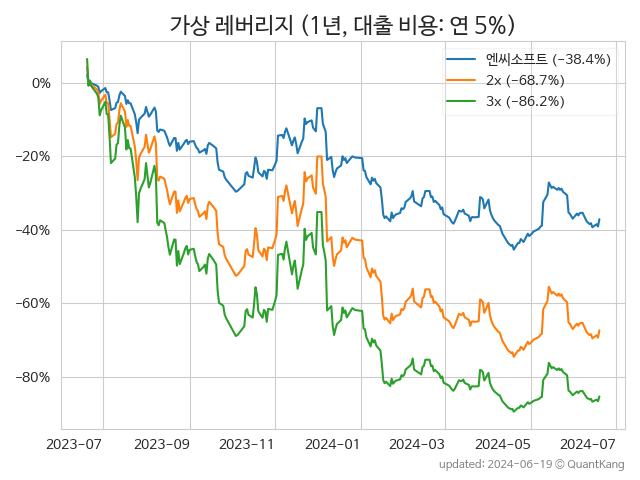 가상 레버리지 (1년, 대출 비용: 연 5%)
엔씨소프트 (−38.4%)
2x (−68.7%)
3x (−86.2%)
0%
−20%
−40%
−60%
−80%
2023−07 2023−09 2023−11 2024−01 2024−03 2024−05 2024−07
updated: 2024−06−19 ⓒ QuantKang